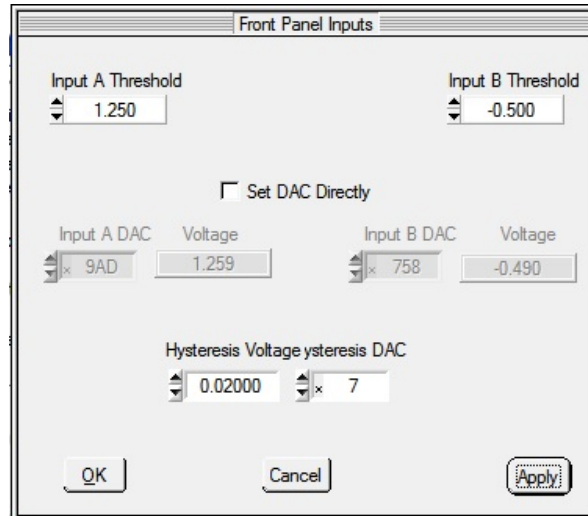 Front Panel Inputs
Input A Threshold Input B Threshold
1.250 -0.500
Set DAC Directly
Input A DAC Voltage Input B DAC Voltage
x 9AD 1.259 x 758 -0.490
Hysteresis Voltage ysteresis DAC
0.02000 x 7
OK Cancel Apply